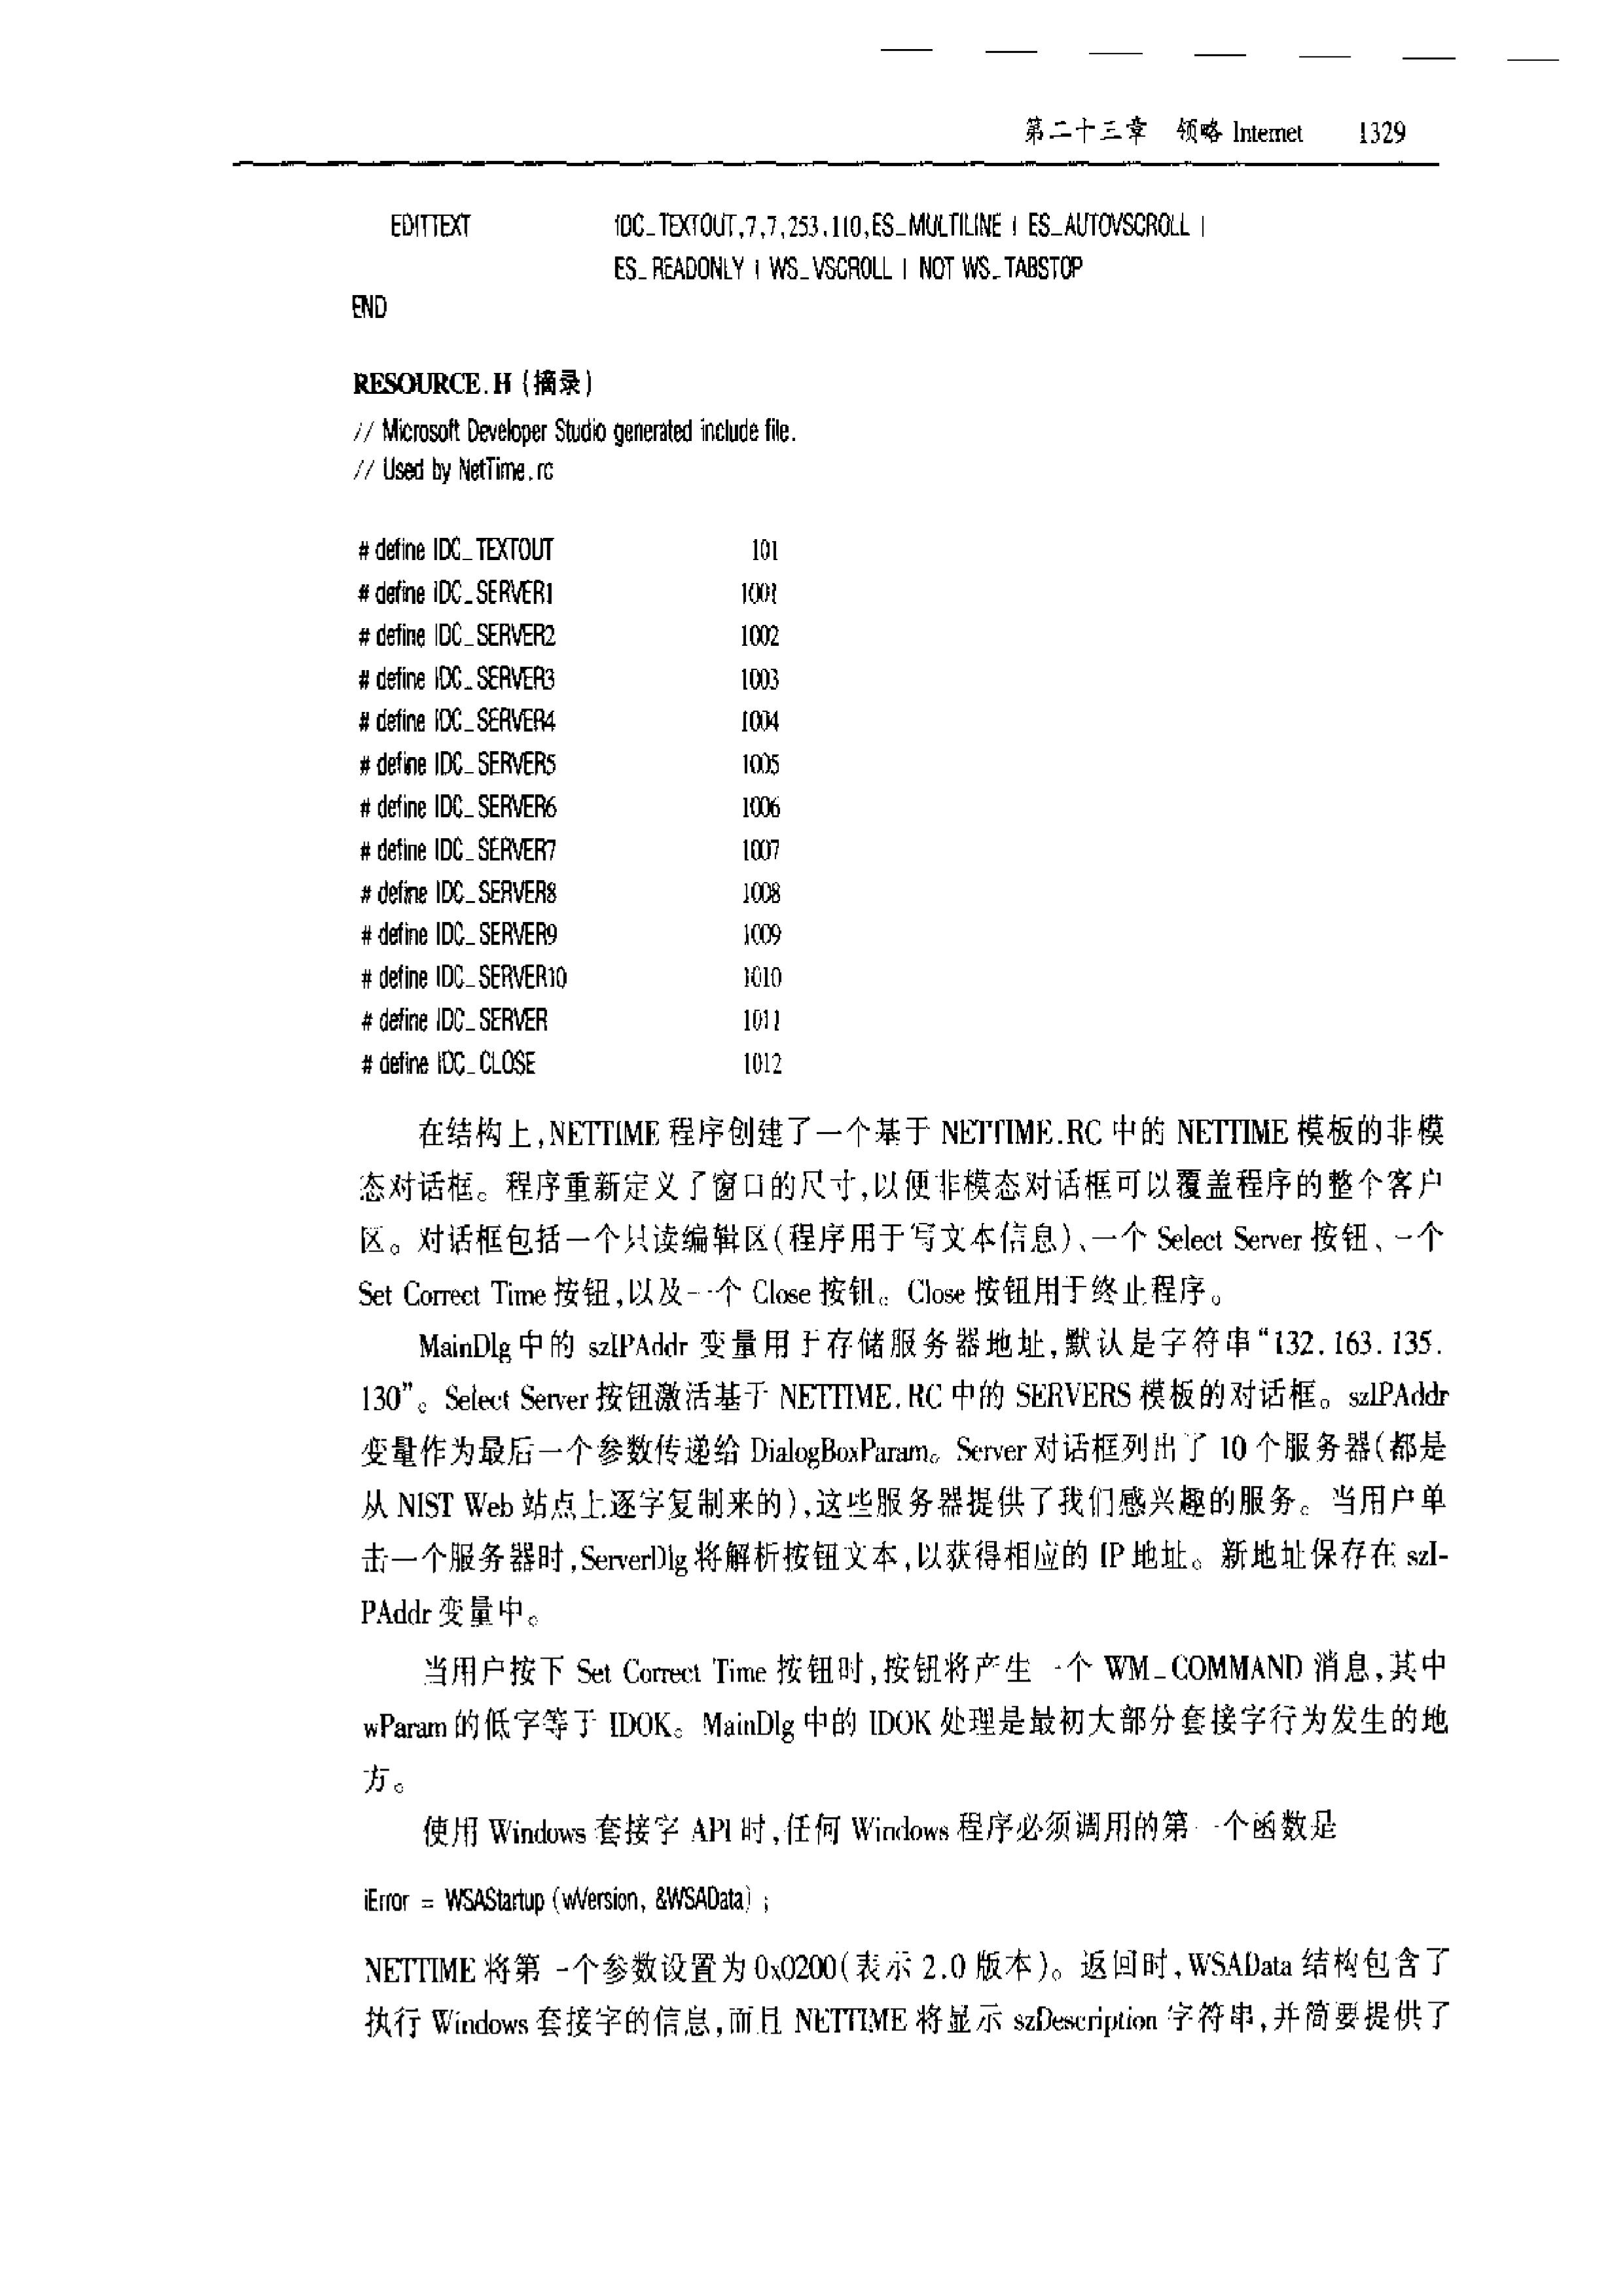 第二十三章 领略 Internet 1329
EDITTEXT IDC_TEXTOUT,7,7,253,110,ES_MULTILINE | ES_AUTOVSCROLL |
ES_READONLY | WS_VSCROLL | NOT WS_TABSTOP
END
RESOURCE.H (摘录)
// Microsoft Developer Studio generated include file.
// Used by NetTime.rc
# define IDC_TEXTOUT 101
# define IDC_SERVER1 1001
# define IDC_SERVER2 1002
# define IDC_SERVER3 1003
# define IDC_SERVER4 1004
# define IDC_SERVER5 1005
# define IDC_SERVER6 1006
# define IDC_SERVER7 1007
# define IDC_SERVER8 1008
# define IDC_SERVER9 1009
# define IDC_SERVER10 1010
# define IDC_SERVER 1011
# define IDC_CLOSE 1012
在结构上,NETTIME 程序创建了一个基于 NETTIME.RC 中的 NETTIME 模板的非模
态对话框。程序重新定义了窗口的尺寸,以便非模态对话框可以覆盖程序的整个客户
区。对话框包括一个只读编辑区(程序用于写文本信息)、一个 Select Server 按钮、一个
Set Correct Time 按钮,以及一个 Close 按钮。Close 按钮用于终止程序。
MainDlg 中的 szIPAddr 变量用于存储服务器地址,默认是字符串“132.163.135.
130”。Select Server 按钮激活基于 NETTIME.RC 中的 SERVERS 模板的对话框。szIPAddr
变量作为最后一个参数传递给 DialogBoxParam。Server 对话框列出了 10 个服务器(都是
从 NIST Web 站点上逐字复制来的),这些服务器提供了我们感兴趣的服务。当用户单
击一个服务器时,ServerDlg 将解析按钮文本,以获得相应的 IP 地址。新地址保存在 szI-
PAddr 变量中。
当用户按下 Set Correct Time 按钮时,按钮将产生一个 WM_COMMAND 消息,其中
wParam 的低字等于 IDOK。MainDlg 中的 IDOK 处理是最初大部分套接字行为发生的地
方。
使用 Windows 套接字 API 时,任何 Windows 程序必须调用的第一个函数是
iError = WSAStartup (wVersion, &WSAData) ;
NETTIME 将第一个参数设置为 0x0200(表示 2.0 版本)。返回时,WSAData 结构包含了
执行 Windows 套接字的信息,而且 NETTIME 将显示 szDescription 字符串,并简要提供了